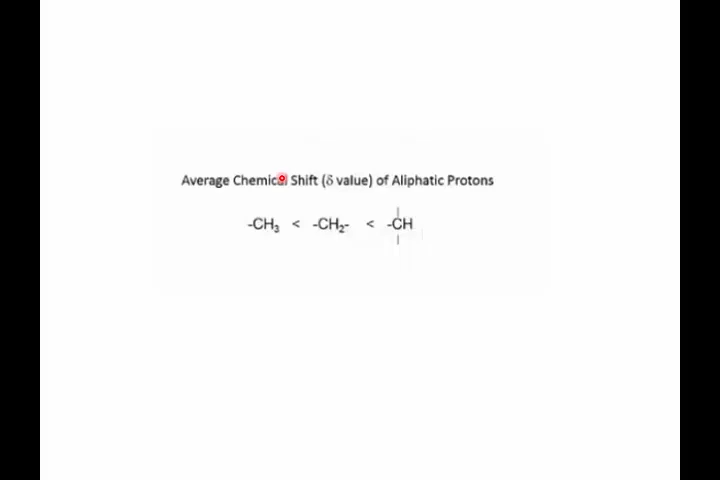 Average Chemical Shift (δ value) of Aliphatic Protons
-CH₃ < -CH₂- < -CH